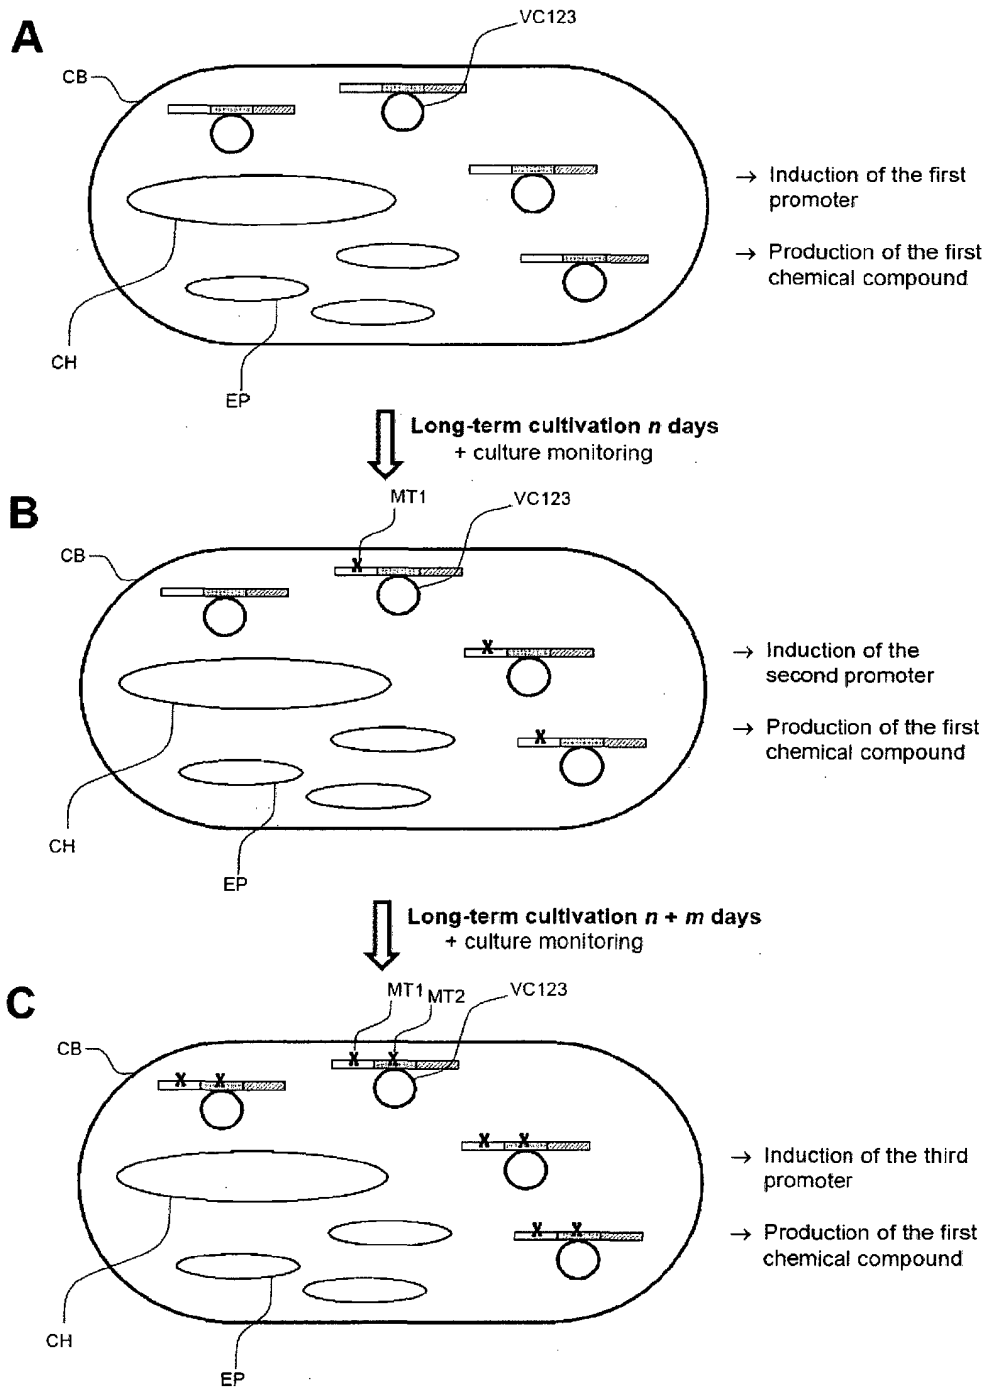 A
VC123
CB
→ Induction of the first
promoter
→ Production of the first
chemical compound
CH
EP
Long-term cultivation n days
+ culture monitoring
B
MT1
VC123
CB
X
X
X
→ Induction of the
second promoter
→ Production of the first
chemical compound
CH
EP
Long-term cultivation n + m days
+ culture monitoring
C
MT1 MT2
VC123
CB
X X
X X
X X
X X
→ Induction of the third
promoter
→ Production of the first
chemical compound
CH
EP